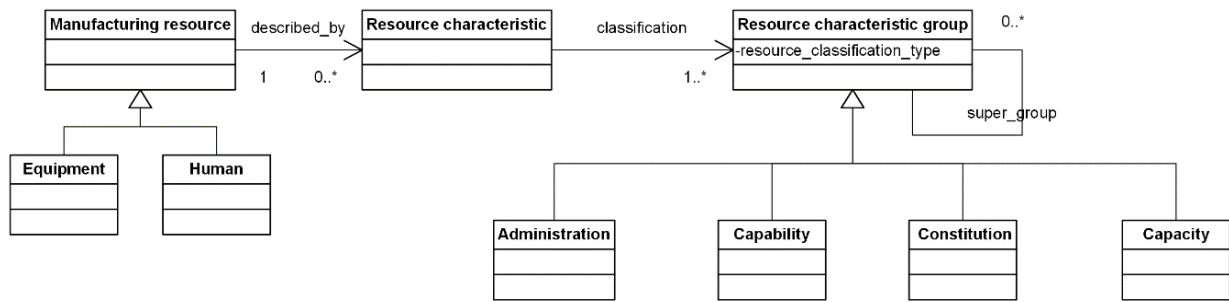 Manufacturing resource
described_by
1
0..*
Resource characteristic
classification
1..*
Resource characteristic group
-resource_classification_type
0..*
super_group
Equipment
Human
Administration
Capability
Constitution
Capacity